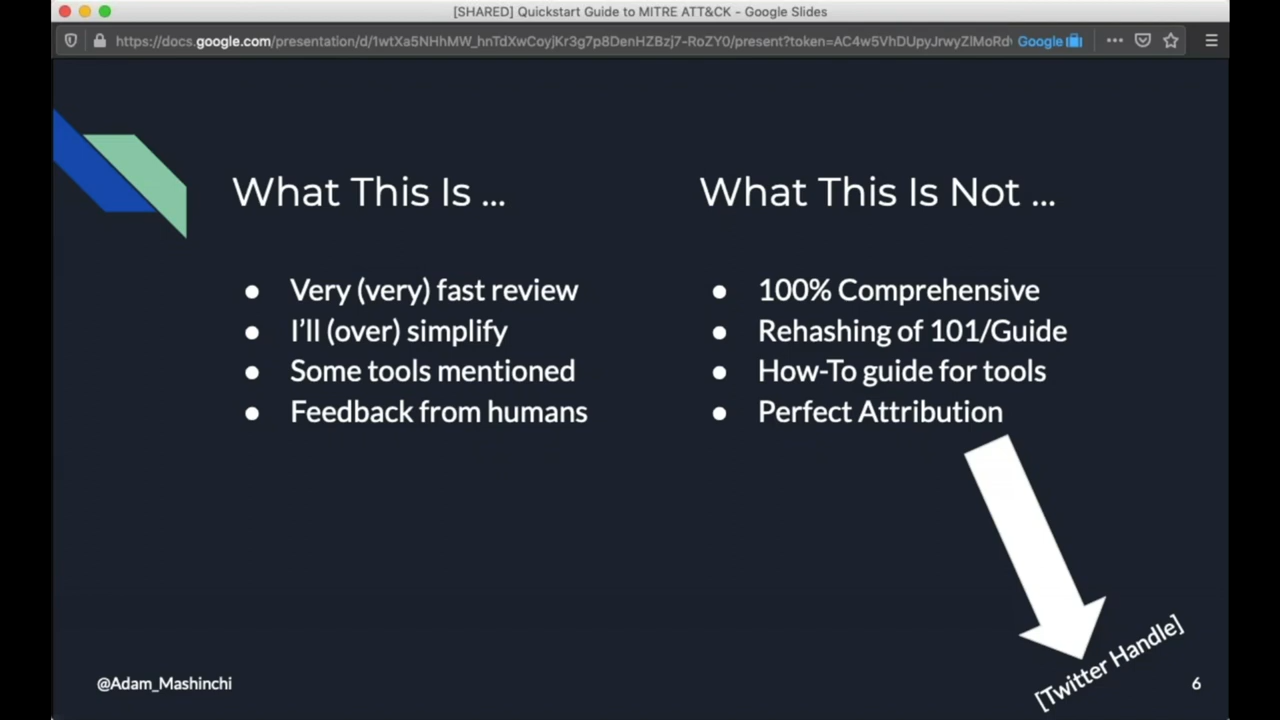 [SHARED] Quickstart Guide to MITRE ATT&CK - Google Slides
https://docs.google.com/presentation/d/1wtXa5NHhMW_hnTdXwCoyjKr3g7p8DenHZBzj7-RoZY0/present?token=AC4w5VhDUpyJrwyZlMoRd Google
What This Is ...
Very (very) fast review
I'll (over) simplify
Some tools mentioned
Feedback from humans
What This Is Not ...
100% Comprehensive
Rehashing of 101/Guide
How-To guide for tools
Perfect Attribution
[Twitter Handle]
@Adam_Mashinchi
6